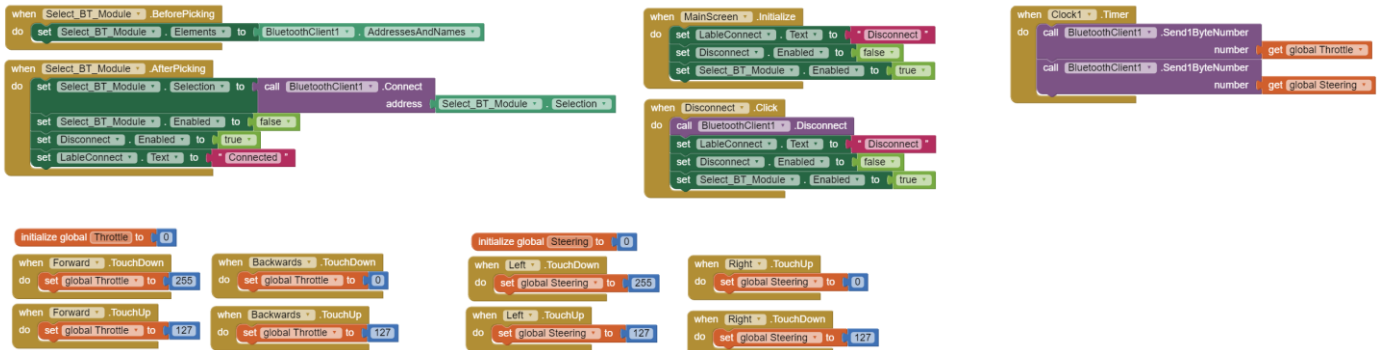 when Select_BT_Module .BeforePicking
do set Select_BT_Module . Elements to BluetoothClient1 . AddressesAndNames
when Select_BT_Module .AfterPicking
do set Select_BT_Module . Selection to call BluetoothClient1 .Connect
address Select_BT_Module . Selection
set Select_BT_Module . Enabled to false
set Disconnect . Enabled to true
set LableConnect . Text to " Connected "
when MainScreen .Initialize
do set LableConnect . Text to " Disconnect "
set Disconnect . Enabled to false
set Select_BT_Module . Enabled to true
when Disconnect .Click
do call BluetoothClient1 .Disconnect
set LableConnect . Text to " Disconnect "
set Disconnect . Enabled to false
set Select_BT_Module . Enabled to true
when Clock1 .Timer
do call BluetoothClient1 .Send1ByteNumber
number get global Throttle
call BluetoothClient1 .Send1ByteNumber
number get global Steering
initialize global Throttle to 0
when Forward .TouchDown
do set global Throttle to 255
when Forward .TouchUp
do set global Throttle to 127
when Backwards .TouchDown
do set global Throttle to 0
when Backwards .TouchUp
do set global Throttle to 127
initialize global Steering to 0
when Left .TouchDown
do set global Steering to 255
when Left .TouchUp
do set global Steering to 127
when Right .TouchUp
do set global Steering to 0
when Right .TouchDown
do set global Steering to 127